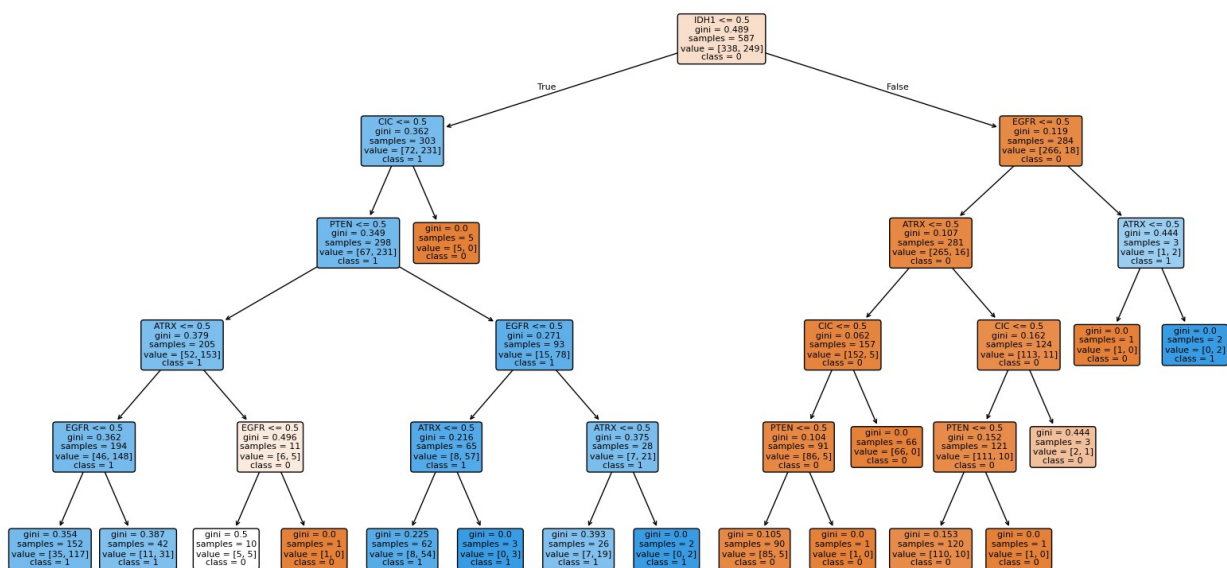 IDH1 <= 0.5
gini = 0.489
samples = 587
value = [338, 249]
class = 0
True
False
CIC <= 0.5
gini = 0.362
samples = 303
value = [72, 231]
class = 1
EGFR <= 0.5
gini = 0.119
samples = 284
value = [266, 18]
class = 0
PTEN <= 0.5
gini = 0.349
samples = 298
value = [67, 231]
class = 1
gini = 0.0
samples = 5
value = [5, 0]
class = 0
ATRX <= 0.5
gini = 0.107
samples = 281
value = [265, 16]
class = 0
ATRX <= 0.5
gini = 0.444
samples = 3
value = [1, 2]
class = 1
ATRX <= 0.5
gini = 0.379
samples = 205
value = [52, 153]
class = 1
EGFR <= 0.5
gini = 0.271
samples = 93
value = [15, 78]
class = 1
CIC <= 0.5
gini = 0.062
samples = 157
value = [152, 5]
class = 0
CIC <= 0.5
gini = 0.162
samples = 124
value = [113, 11]
class = 0
gini = 0.0
samples = 1
value = [1, 0]
class = 0
gini = 0.0
samples = 2
value = [0, 2]
class = 1
EGFR <= 0.5
gini = 0.362
samples = 194
value = [46, 148]
class = 1
EGFR <= 0.5
gini = 0.496
samples = 11
value = [6, 5]
class = 0
ATRX <= 0.5
gini = 0.216
samples = 65
value = [8, 57]
class = 1
ATRX <= 0.5
gini = 0.375
samples = 28
value = [7, 21]
class = 1
PTEN <= 0.5
gini = 0.104
samples = 91
value = [86, 5]
class = 0
gini = 0.0
samples = 66
value = [66, 0]
class = 0
PTEN <= 0.5
gini = 0.152
samples = 121
value = [111, 10]
class = 0
gini = 0.444
samples = 3
value = [2, 1]
class = 0
gini = 0.354
samples = 152
value = [35, 117]
class = 1
gini = 0.387
samples = 42
value = [11, 31]
class = 1
gini = 0.5
samples = 10
value = [5, 5]
class = 0
gini = 0.0
samples = 1
value = [1, 0]
class = 0
gini = 0.225
samples = 62
value = [8, 54]
class = 1
gini = 0.0
samples = 3
value = [0, 3]
class = 1
gini = 0.393
samples = 26
value = [7, 19]
class = 1
gini = 0.0
samples = 2
value = [0, 2]
class = 1
gini = 0.105
samples = 90
value = [85, 5]
class = 0
gini = 0.0
samples = 1
value = [1, 0]
class = 0
gini = 0.153
samples = 120
value = [110, 10]
class = 0
gini = 0.0
samples = 1
value = [1, 0]
class = 0